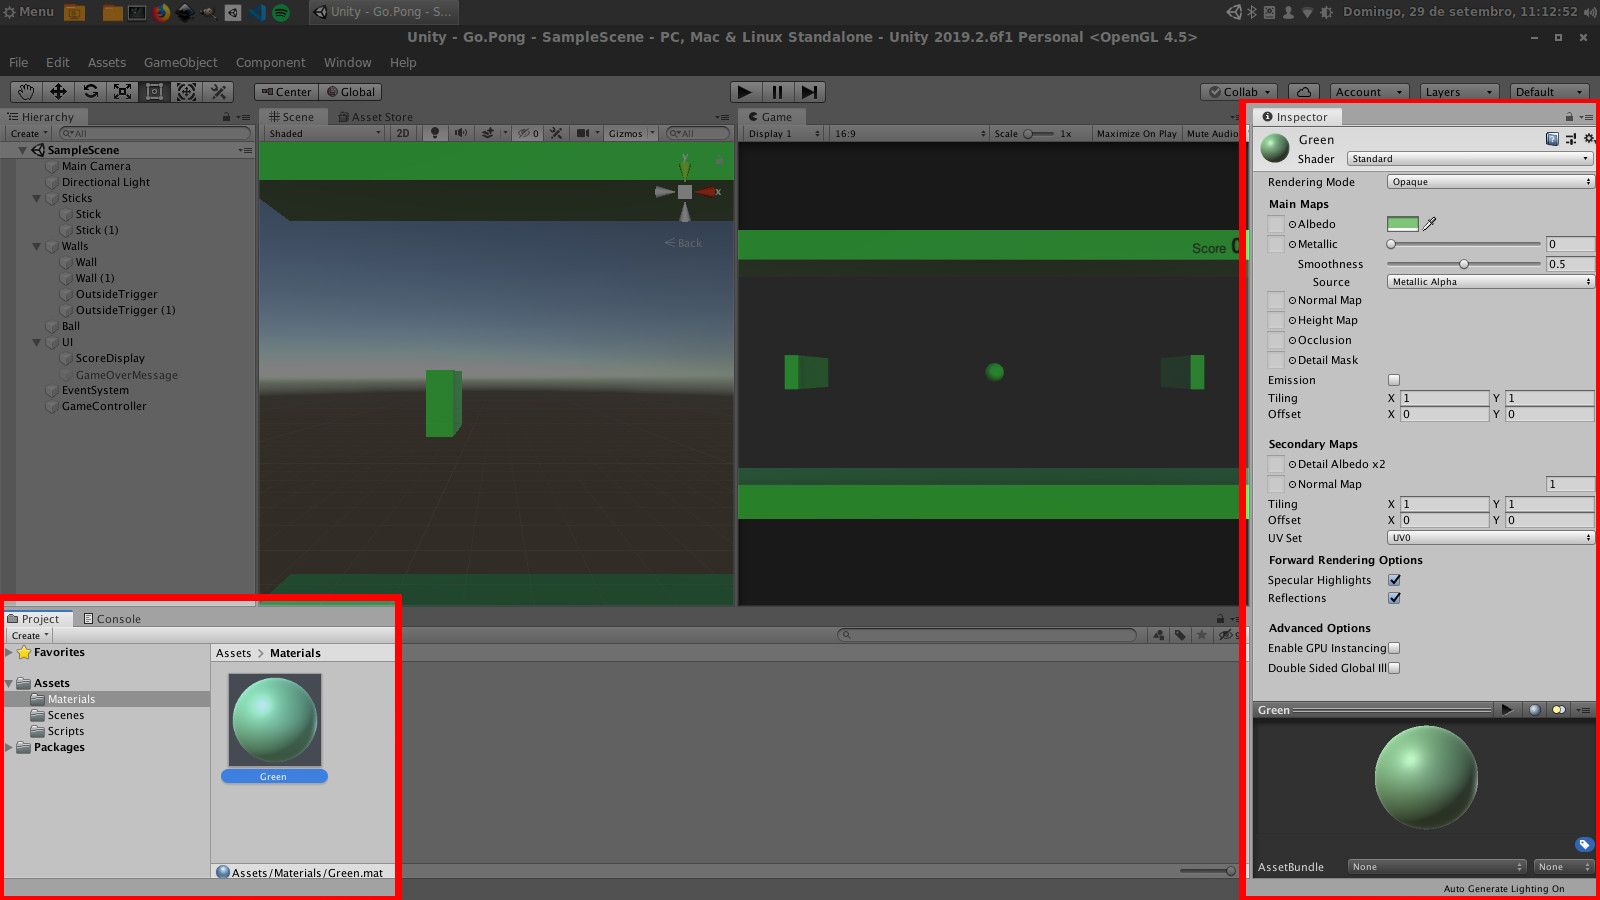 Menu
Unity - Go.Pong - S...
Domingo, 29 de setembro, 11:12:52
Unity - Go.Pong - SampleScene - PC, Mac & Linux Standalone - Unity 2019.2.6f1 Personal <OpenGL 4.5>
File Edit Assets GameObject Component Window Help
Center Global
Collab Account Layers Default
Hierarchy
Create All
SampleScene
Main Camera
Directional Light
Sticks
Stick
Stick (1)
Walls
Wall
Wall (1)
OutsideTrigger
OutsideTrigger (1)
Ball
UI
ScoreDisplay
GameOverMessage
EventSystem
GameController
Scene Asset Store
Shaded 2D 0 Gizmos All
y
x
Back
Game
Display 1 16:9 Scale 1x Maximize On Play Mute Audio
Score 0
Inspector
Green
Shader Standard
Rendering Mode Opaque
Main Maps
Albedo
Metallic 0
Smoothness 0.5
Source Metallic Alpha
Normal Map
Height Map
Occlusion
Detail Mask
Emission
Tiling X 1 Y 1
Offset X 0 Y 0
Secondary Maps
Detail Albedo x2
Normal Map 1
Tiling X 1 Y 1
Offset X 0 Y 0
UV Set UV0
Forward Rendering Options
Specular Highlights
Reflections
Advanced Options
Enable GPU Instancing
Double Sided Global Ill
Green
AssetBundle None None
Auto Generate Lighting On
Project Console
Create
Favorites
Assets
Materials
Scenes
Scripts
Packages
Assets > Materials
Green
Assets/Materials/Green.mat